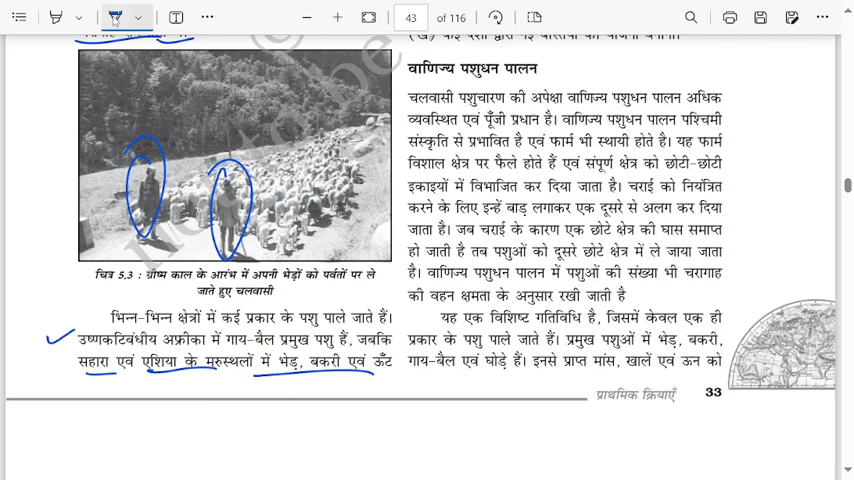 43 of 116
चित्र 5.3 : ग्रीष्म काल के आरंभ में अपनी भेड़ों को पर्वतों पर ले
जाते हुए चलवासी
भिन्न-भिन्न क्षेत्रों में कई प्रकार के पशु पाले जाते हैं।
उष्णकटिबंधीय अफ्रीका में गाय-बैल प्रमुख पशु हैं, जबकि
सहारा एवं एशिया के मरुस्थलों में भेड़, बकरी एवं ऊँट
वाणिज्य पशुधन पालन
चलवासी पशुचारण की अपेक्षा वाणिज्य पशुधन पालन अधिक
व्यवस्थित एवं पूँजी प्रधान है। वाणिज्य पशुधन पालन पश्चिमी
संस्कृति से प्रभावित है एवं फार्म भी स्थायी होते हैं। यह फार्म
विशाल क्षेत्र पर फैले होते हैं एवं संपूर्ण क्षेत्र को छोटी-छोटी
इकाइयों में विभाजित कर दिया जाता है। चराई को नियंत्रित
करने के लिए इन्हें बाड़ लगाकर एक दूसरे से अलग कर दिया
जाता है। जब चराई के कारण एक छोटे क्षेत्र की घास समाप्त
हो जाती है तब पशुओं को दूसरे छोटे क्षेत्र में ले जाया जाता
है। वाणिज्य पशुधन पालन में पशुओं की संख्या भी चरागाह
की वहन क्षमता के अनुसार रखी जाती है
यह एक विशिष्ट गतिविधि है, जिसमें केवल एक ही
प्रकार के पशु पाले जाते हैं। प्रमुख पशुओं में भेड़, बकरी,
गाय-बैल एवं घोड़े हैं। इनसे प्राप्त मांस, खालें एवं ऊन को
प्राथमिक क्रियाएँ 33